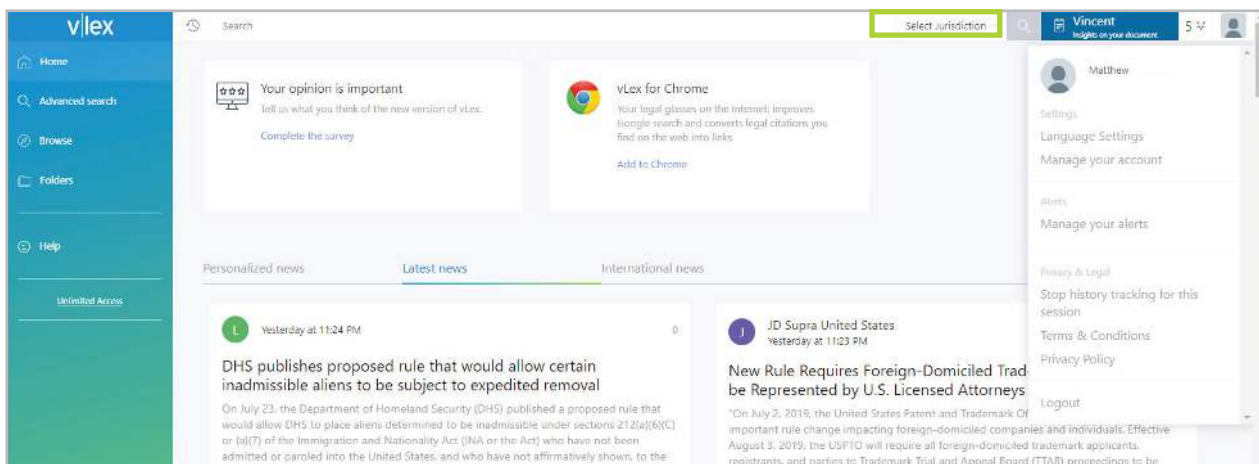 v|lex
Search
Select Jurisdiction
Vincent
Insights on your document
5
Home
Advanced search
Browse
Folders
Help
Unlimited Access
Your opinion is important
Tell us what you think of the new version of vLex.
Complete the survey
vLex for Chrome
Your legal glasses on the Internet: improves
Google search and converts legal citations you
find on the web into links
Add to Chrome
Matthew
Settings
Language Settings
Manage your account
Alerts
Manage your alerts
Privacy & Legal
Stop history tracking for this
session
Terms & Conditions
Privacy Policy
Logout
Personalized news
Latest news
International news
L
Yesterday at 11:24 PM
0
DHS publishes proposed rule that would allow certain
inadmissible aliens to be subject to expedited removal
On July 23, the Department of Homeland Security (DHS) published a proposed rule that
would allow DHS to place aliens determined to be inadmissible under sections 212(a)(6)(C)
or (a)(7) of the Immigration and Nationality Act (INA or the Act) who have not been
admitted or paroled into the United States, and who have not affirmatively shown, to the
J
JD Supra United States
Yesterday at 11:23 PM
New Rule Requires Foreign-Domiciled Trad
be Represented by U.S. Licensed Attorneys
"On July 2, 2019, the United States Patent and Trademark Of
important rule change impacting foreign-domiciled companies and individuals. Effective
August 3, 2019, the USPTO will require all foreign-domiciled trademark applicants,
registrants, and parties to Trademark Trial and Appeal Board (TTAB) proceedings to be